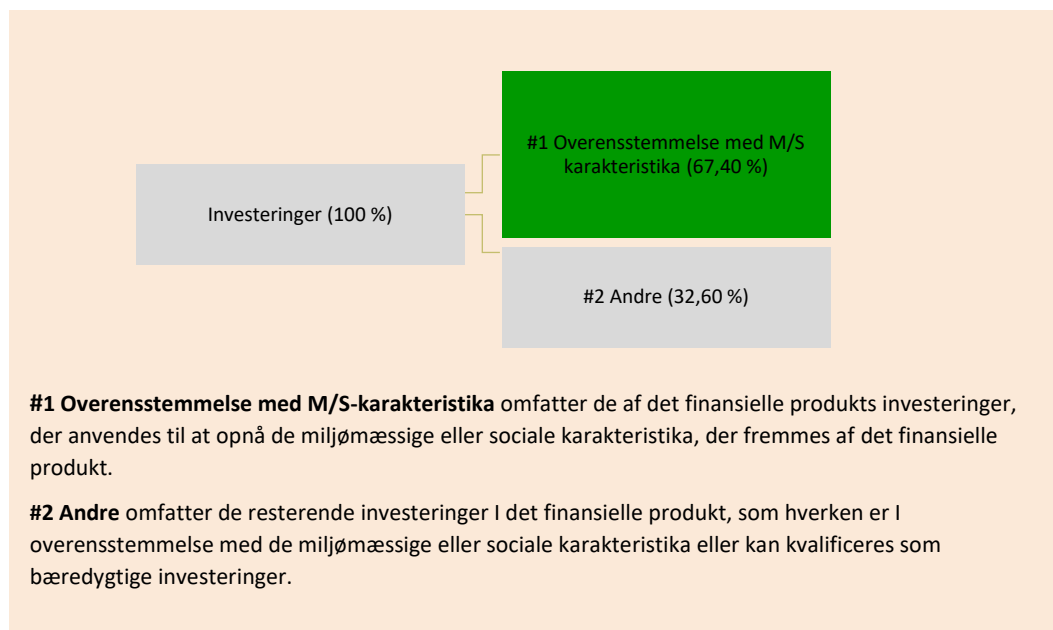 #1 Overensstemmelse med M/S
karakteristika (67,40 %)
Investeringer (100 %)
#2 Andre (32,60 %)
#1 Overensstemmelse med M/S-karakteristika omfatter de af det finansielle produkts investeringer,
der anvendes til at opnå de miljømæssige eller sociale karakteristika, der fremmes af det finansielle
produkt.
#2 Andre omfatter de resterende investeringer I det finansielle produkt, som hverken er I
overensstemmelse med de miljømæssige eller sociale karakteristika eller kan kvalificeres som
bæredygtige investeringer.